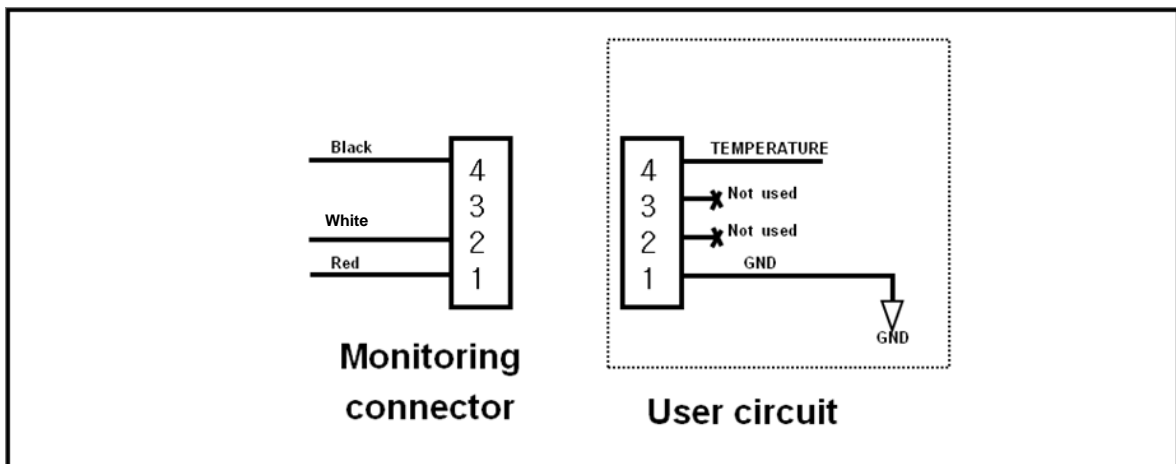 Black
4
3
White
2
Red
1
Monitoring
connector
TEMPERATURE
4
Not used
3
Not used
2
GND
1
GND
User circuit